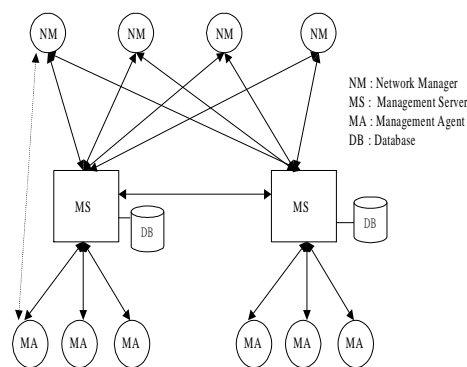 NM NM NM NM
NM : Network Manager
MS : Management Server
MA : Management Agent
DB : Database
MS MS
DB DB
MA MA MA MA MA MA